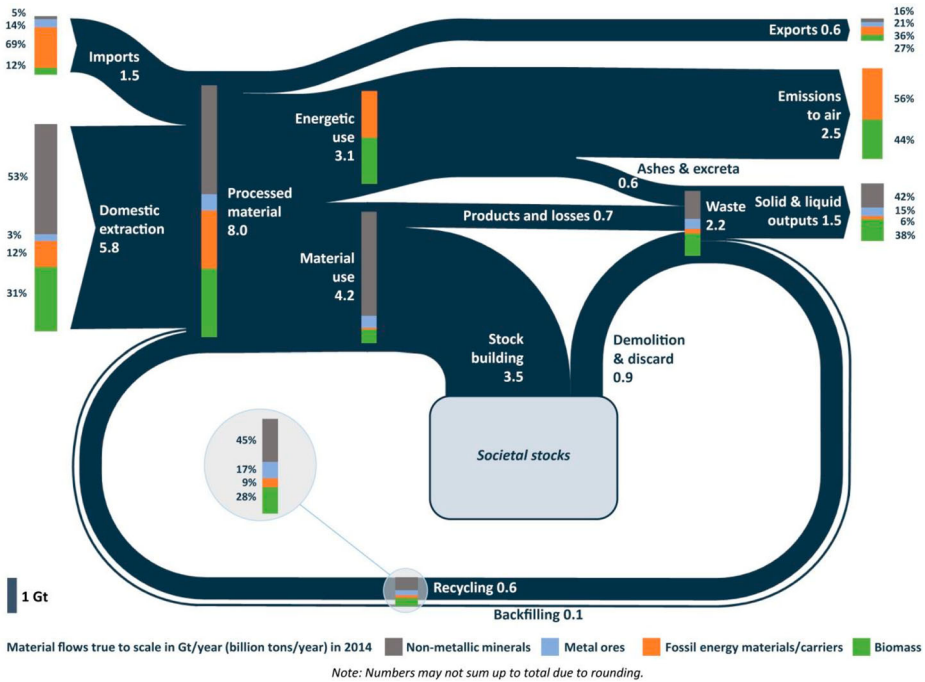 5%
14%
69%
12%
Imports
1.5
53%
3%
12%
31%
Domestic
extraction
5.8
Processed
material
8.0
Energetic
use
3.1
Material
use
4.2
Exports 0.6
16%
21%
36%
27%
Emissions
to air
2.5
56%
44%
Ashes & excreta
0.6
Products and losses 0.7
Waste
2.2
Solid & liquid
outputs 1.5
42%
15%
6%
38%
Stock
building
3.5
Demolition
& discard
0.9
Societal stocks
45%
17%
9%
28%
Recycling 0.6
Backfilling 0.1
1 Gt
Material flows true to scale in Gt/year (billion tons/year) in 2014
Non-metallic minerals
Metal ores
Fossil energy materials/carriers
Biomass
Note: Numbers may not sum up to total due to rounding.